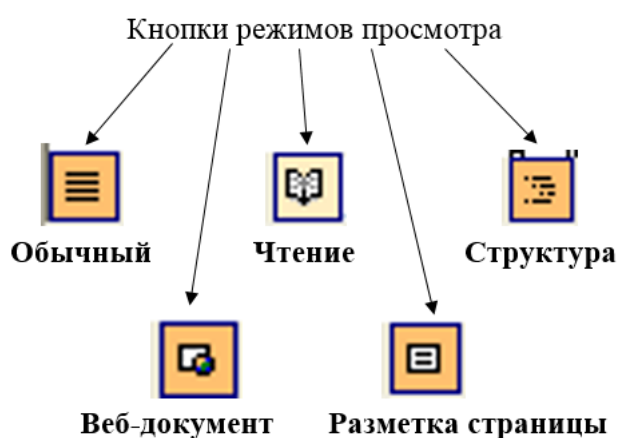 Кнопки режимов просмотра
Обычный Чтение Структура
Веб-документ Разметка страницы